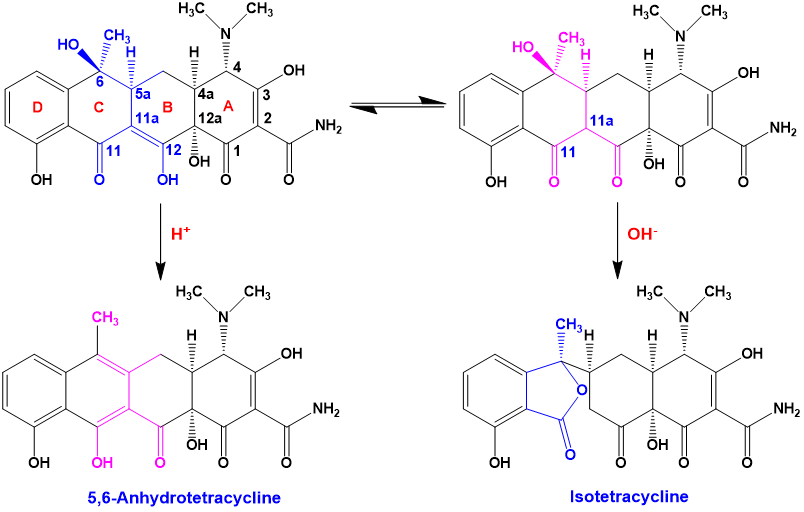 H₃C CH₃
N
HO CH₃ H H
6 4 OH
5a 4a 3
D C B A
11a 12a 2 NH₂
11 12 OH 1
OH O OH O O
H₃C CH₃
N
HO CH₃ H H
OH
11a NH₂
11 OH
OH O O O O
H⁺
OH⁻
H₃C CH₃
N
CH₃ H
OH
NH₂
OH
OH OH O O O
5,6-Anhydrotetracycline
H₃C CH₃
N
CH₃ H H
OH
O
NH₂
OH
O O O O
OH
Isotetracycline